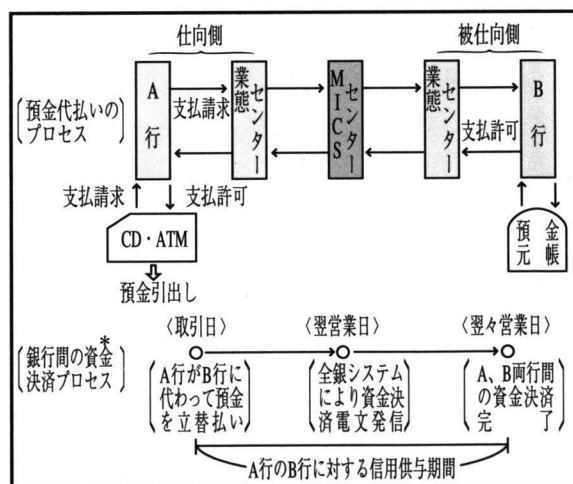 仕向側
被仕向側
預金代払いの
プロセス
A行
支払請求
業態センター
MICSセンター
業態センター
支払許可
B行
支払請求
支払許可
CD・ATM
預金引出し
預金
元帳
銀行間の資金*
決済プロセス
〈取引日〉
〈翌営業日〉
〈翌々営業日〉
A行がB行に
代わって預金
を立替払い
全銀システム
により資金決
済電文発信
A、B両行間
の資金決済
完了
A行のB行に対する信用供与期間